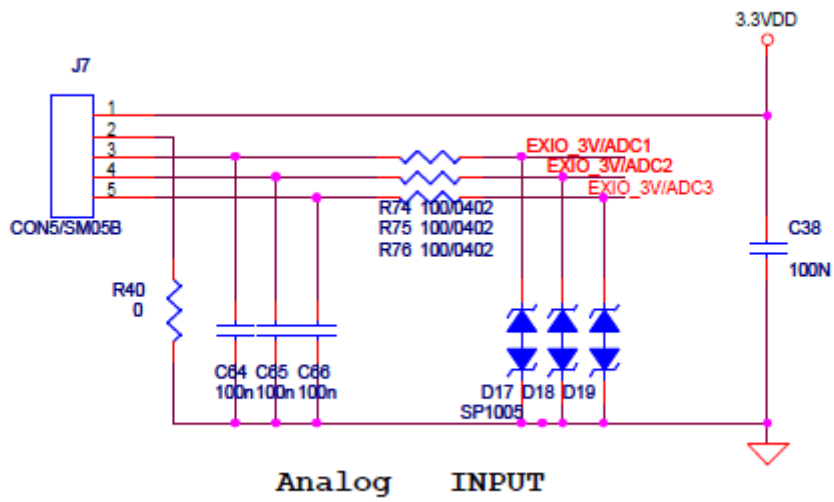 3.3VDD
J7
1
2
3
4
5
CON5/SM05B
EXIO_3V/ADC1
EXIO_3V/ADC2
EXIO_3V/ADC3
R74 100/0402
R75 100/0402
R76 100/0402
C38
100N
R40
0
C64 C65 C66
100n 100n 100n
D17 D18 D19
SP1005
Analog INPUT